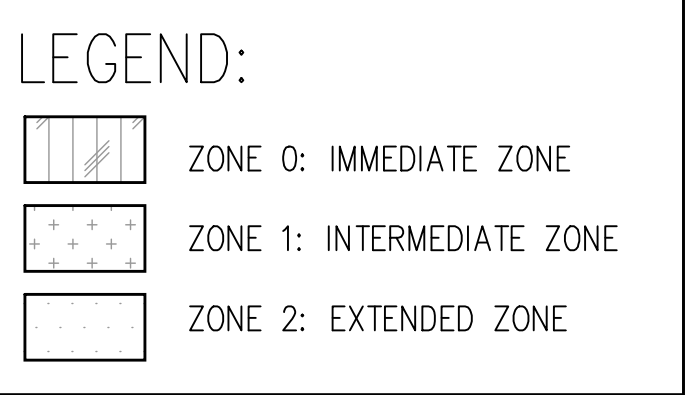 LEGEND:
ZONE 0: IMMEDIATE ZONE
ZONE 1: INTERMEDIATE ZONE
ZONE 2: EXTENDED ZONE